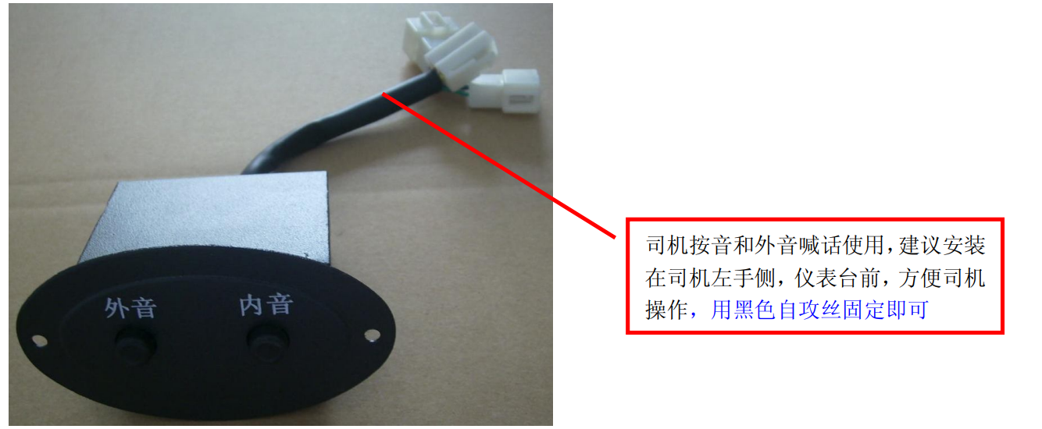 外音 内音
司机按音和外音喊话使用，建议安装
在司机左手侧，仪表台前，方便司机
操作，用黑色自攻丝固定即可